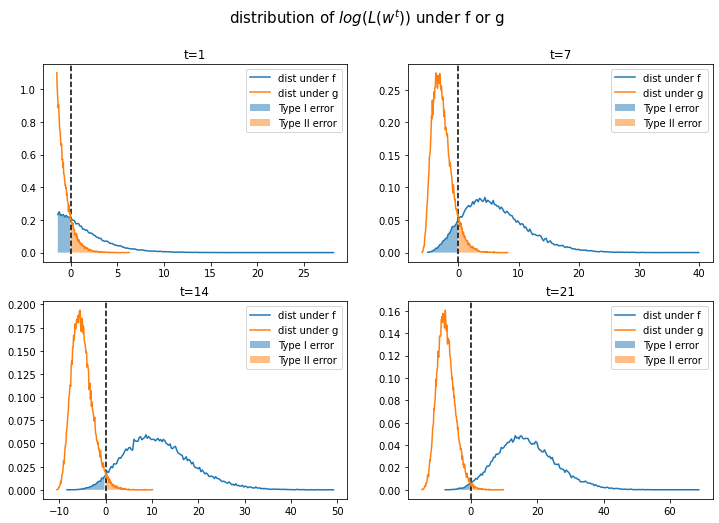 distribution of log(L(w^t)) under f or g
t=1
dist under f
dist under g
Type I error
Type II error
1.0
0.8
0.6
0.4
0.2
0.0
0 5 10 15 20 25
t=7
dist under f
dist under g
Type I error
Type II error
0.25
0.20
0.15
0.10
0.05
0.00
0 10 20 30 40
t=14
dist under f
dist under g
Type I error
Type II error
0.200
0.175
0.150
0.125
0.100
0.075
0.050
0.025
0.000
−10 0 10 20 30 40 50
t=21
dist under f
dist under g
Type I error
Type II error
0.16
0.14
0.12
0.10
0.08
0.06
0.04
0.02
0.00
0 20 40 60